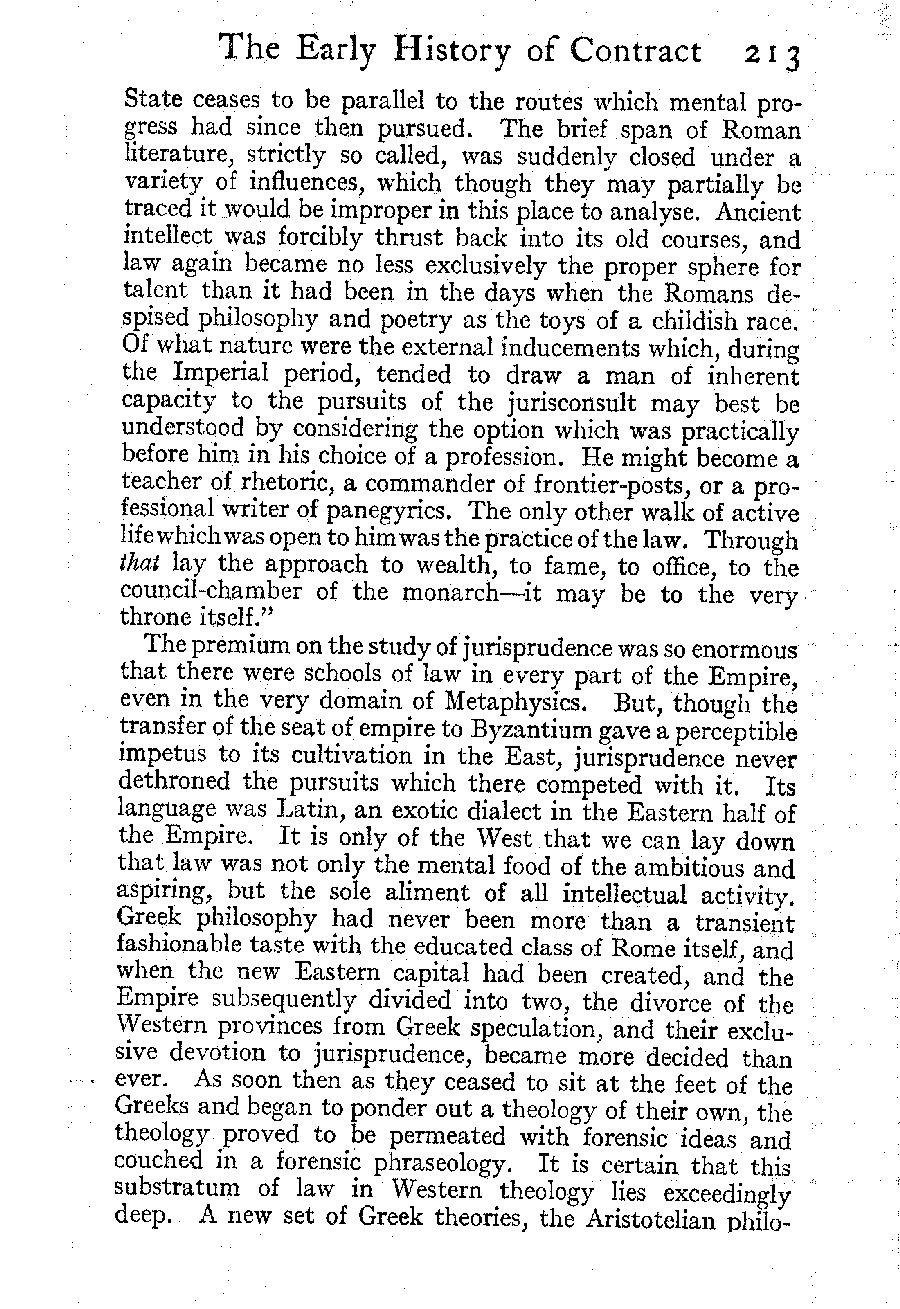 The Early History of Contract 213
State ceases to be parallel to the routes which mental pro-
gress had since then pursued. The brief span of Roman
literature, strictly so called, was suddenly closed under a
variety of influences, which though they may partially be
traced it would be improper in this place to analyse. Ancient
intellect was forcibly thrust back into its old courses, and
law again became no less exclusively the proper sphere for
talent than it had been in the days when the Romans de-
spised philosophy and poetry as the toys of a childish race.
Of what nature were the external inducements which, during
the Imperial period, tended to draw a man of inherent
capacity to the pursuits of the jurisconsult may best be
understood by considering the option which was practically
before him in his choice of a profession. He might become a
teacher of rhetoric, a commander of frontier-posts, or a pro-
fessional writer of panegyrics. The only other walk of active
life which was open to him was the practice of the law. Through
that lay the approach to wealth, to fame, to office, to the
council-chamber of the monarch—it may be to the very
throne itself.”
The premium on the study of jurisprudence was so enormous
that there were schools of law in every part of the Empire,
even in the very domain of Metaphysics. But, though the
transfer of the seat of empire to Byzantium gave a perceptible
impetus to its cultivation in the East, jurisprudence never
dethroned the pursuits which there competed with it. Its
language was Latin, an exotic dialect in the Eastern half of
the Empire. It is only of the West that we can lay down
that law was not only the mental food of the ambitious and
aspiring, but the sole aliment of all intellectual activity.
Greek philosophy had never been more than a transient
fashionable taste with the educated class of Rome itself, and
when the new Eastern capital had been created, and the
Empire subsequently divided into two, the divorce of the
Western provinces from Greek speculation, and their exclu-
sive devotion to jurisprudence, became more decided than
ever. As soon then as they ceased to sit at the feet of the
Greeks and began to ponder out a theology of their own, the
theology proved to be permeated with forensic ideas and
couched in a forensic phraseology. It is certain that this
substratum of law in Western theology lies exceedingly
deep. A new set of Greek theories, the Aristotelian philo-